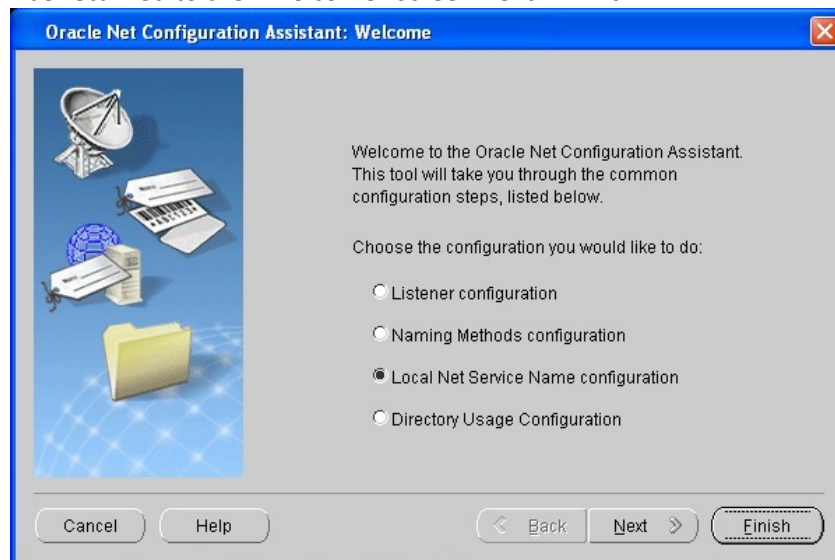 Oracle Net Configuration Assistant: Welcome
Welcome to the Oracle Net Configuration Assistant.
This tool will take you through the common
configuration steps, listed below.
Choose the configuration you would like to do:
Listener configuration
Naming Methods configuration
Local Net Service Name configuration
Directory Usage Configuration
Cancel
Help
Back
Next
Finish